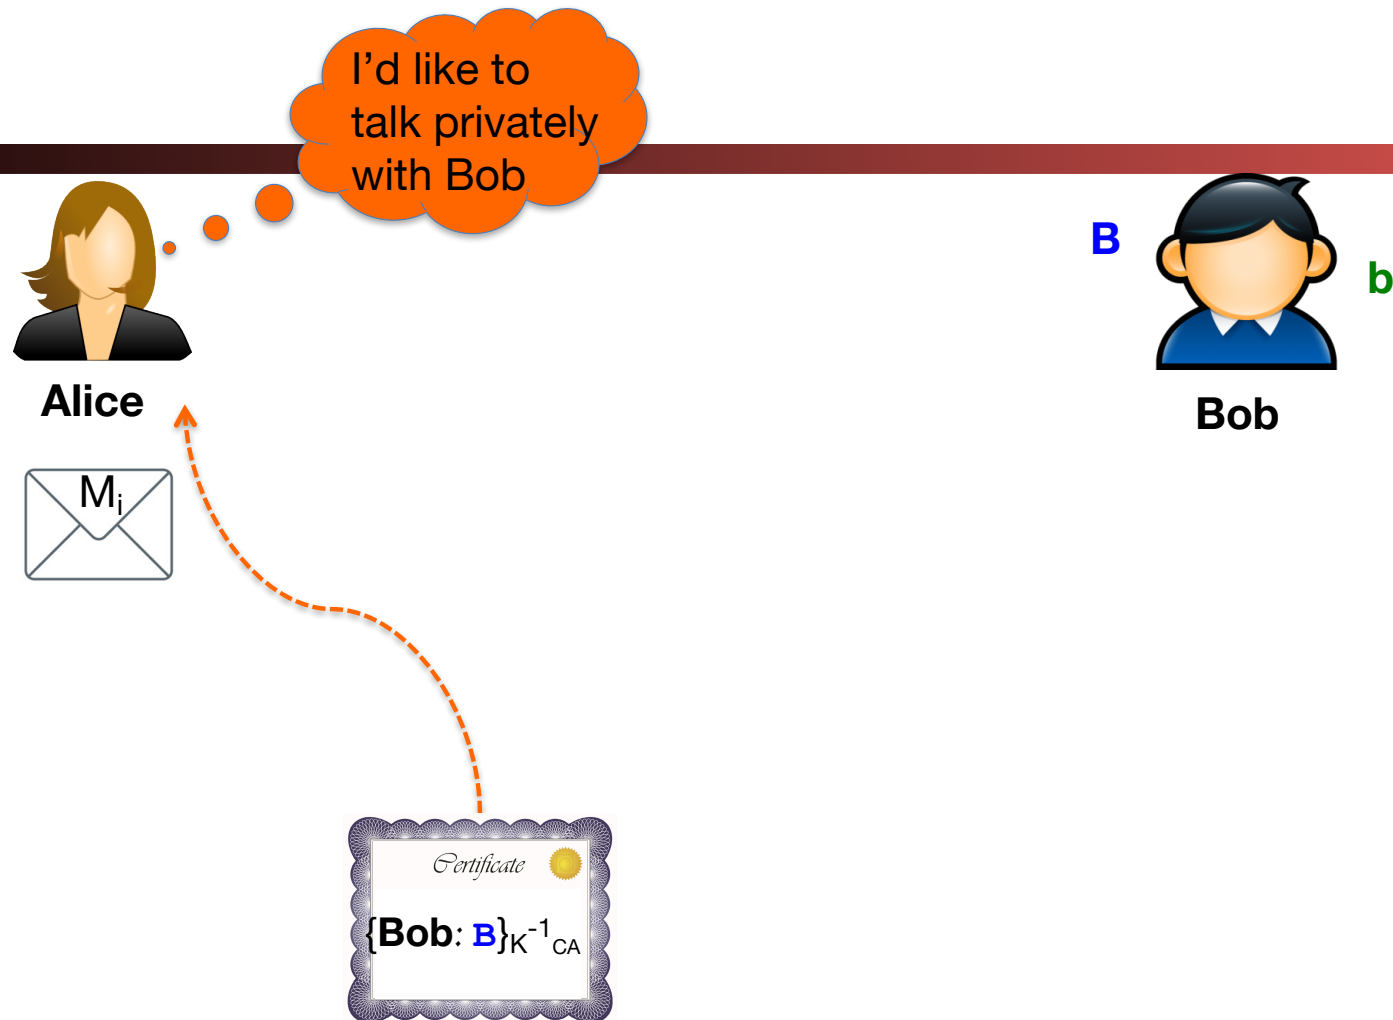 I’d like to
talk privately
with Bob
B
b
Alice
Bob
Mᵢ
Certificate
{Bob: B}K⁻¹CA